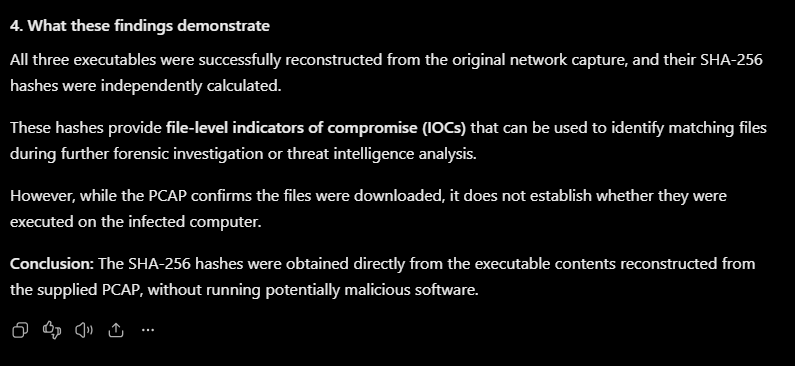 4. What these findings demonstrate
All three executables were successfully reconstructed from the original network capture, and their SHA-256
hashes were independently calculated.
These hashes provide file-level indicators of compromise (IOCs) that can be used to identify matching files
during further forensic investigation or threat intelligence analysis.
However, while the PCAP confirms the files were downloaded, it does not establish whether they were
executed on the infected computer.
Conclusion: The SHA-256 hashes were obtained directly from the executable contents reconstructed from
the supplied PCAP, without running potentially malicious software.